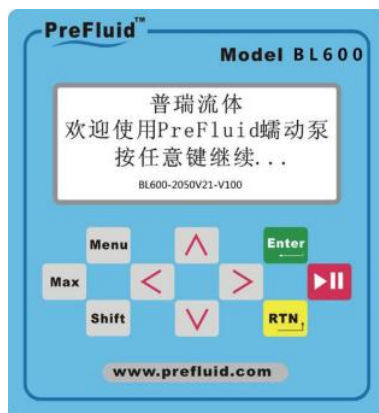 PreFluid™
Model BL600
普瑞流体
欢迎使用PreFluid蠕动泵
按任意键继续...
BL600-2050V21-V100
Menu
Enter
Max
Shift
RTN
www.prefluid.com